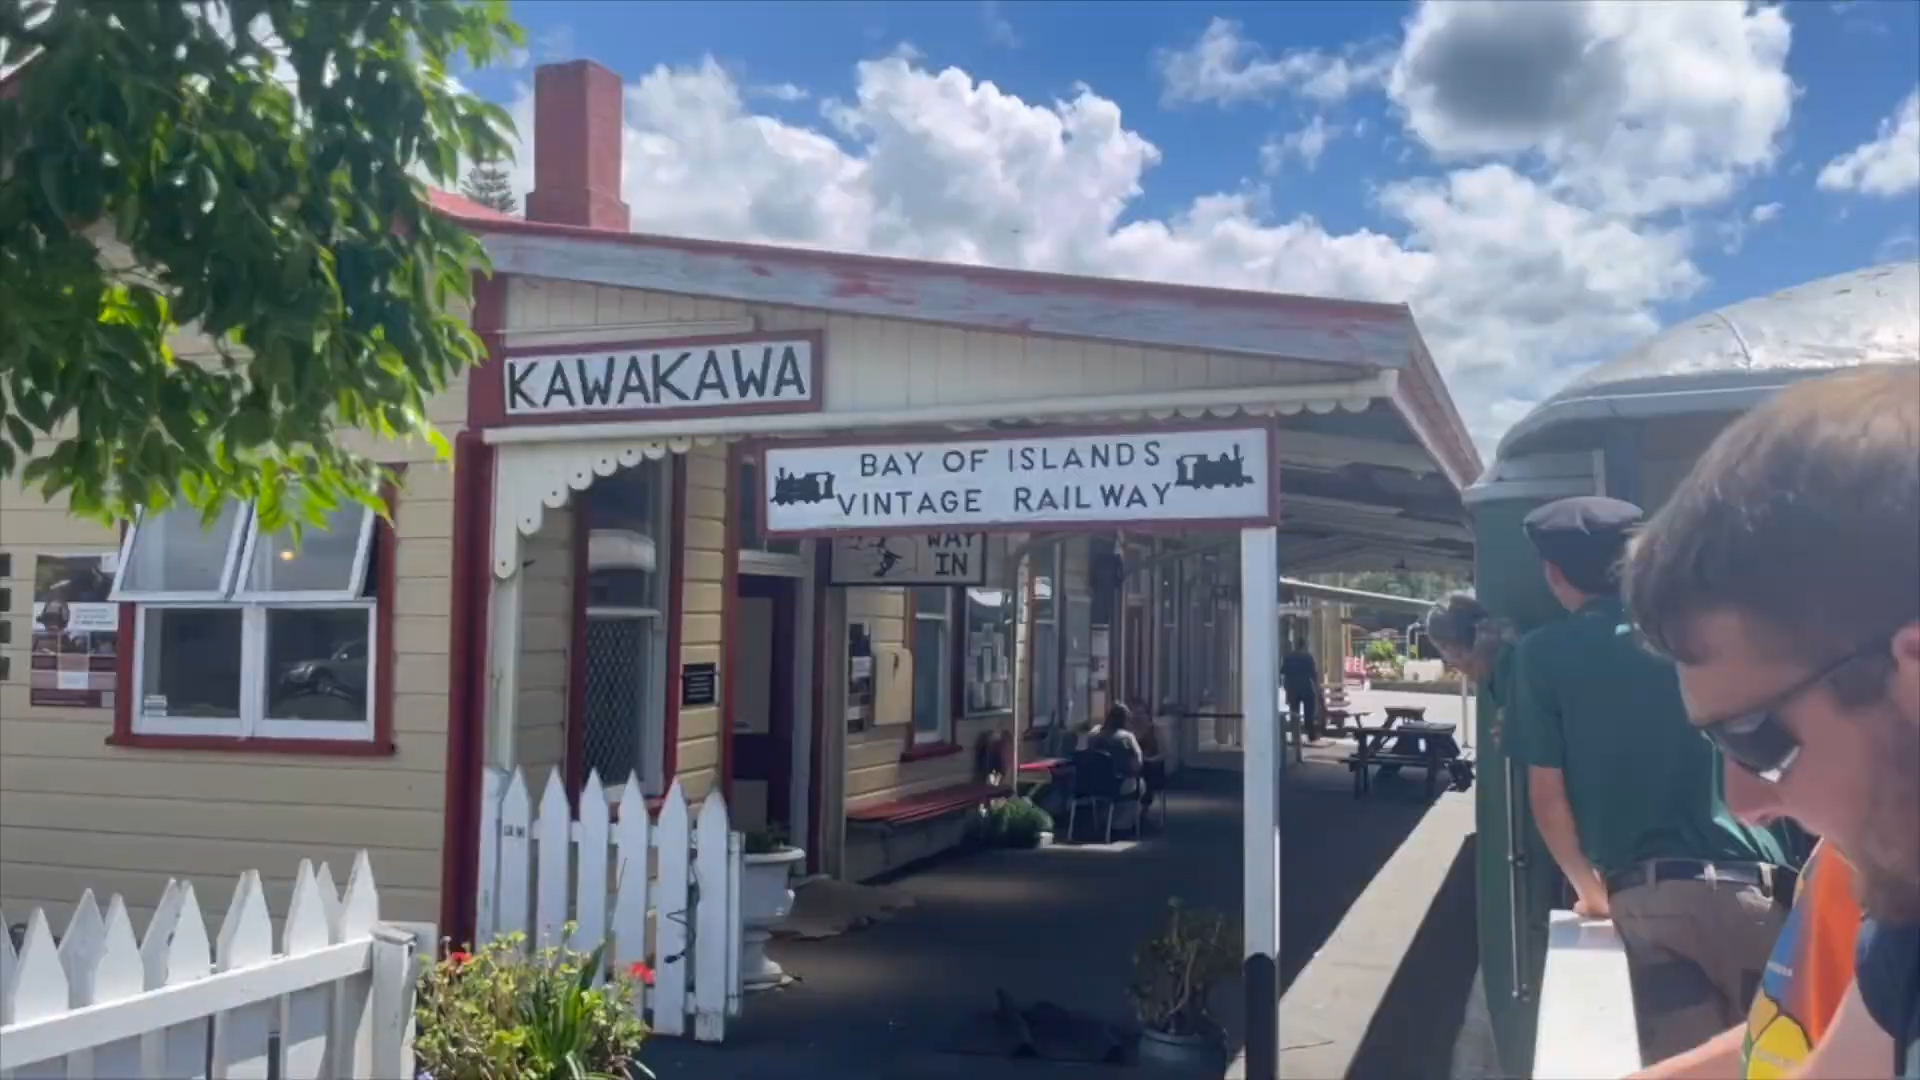 KAWAKAWA
BAY OF ISLANDS
VINTAGE RAILWAY
WAY
IN